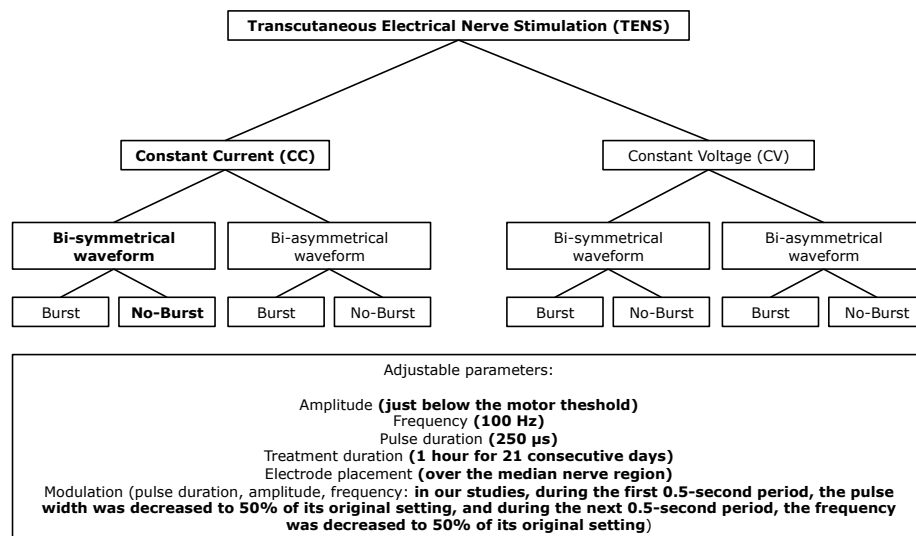 Transcutaneous Electrical Nerve Stimulation (TENS)
Constant Current (CC)
Constant Voltage (CV)
Bi-symmetrical
waveform
Bi-asymmetrical
waveform
Bi-symmetrical
waveform
Bi-asymmetrical
waveform
Burst
No-Burst
Burst
No-Burst
Burst
No-Burst
Burst
No-Burst
Adjustable parameters:
Amplitude (just below the motor theshold)
Frequency (100 Hz)
Pulse duration (250 µs)
Treatment duration (1 hour for 21 consecutive days)
Electrode placement (over the median nerve region)
Modulation (pulse duration, amplitude, frequency: in our studies, during the first 0.5-second period, the pulse
width was decreased to 50% of its original setting, and during the next 0.5-second period, the frequency
was decreased to 50% of its original setting)